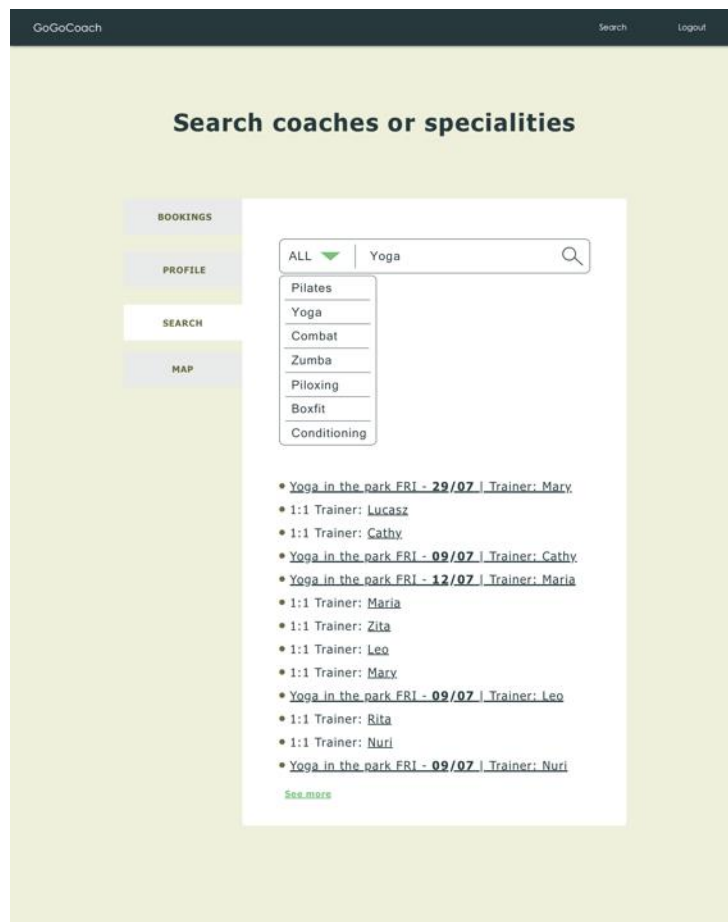 GoGoCoach Search Logout
Search coaches or specialities
BOOKINGS
PROFILE
SEARCH
MAP
ALL Yoga
Pilates
Yoga
Combat
Zumba
Piloxing
Boxfit
Conditioning
Yoga in the park FRI - 29/07 | Trainer: Mary
1:1 Trainer: Lucasz
1:1 Trainer: Cathy
Yoga in the park FRI - 09/07 | Trainer: Cathy
Yoga in the park FRI - 12/07 | Trainer: Maria
1:1 Trainer: Maria
1:1 Trainer: Zita
1:1 Trainer: Leo
1:1 Trainer: Mary
Yoga in the park FRI - 09/07 | Trainer: Leo
1:1 Trainer: Rita
1:1 Trainer: Nuri
Yoga in the park FRI - 09/07 | Trainer: Nuri
See more